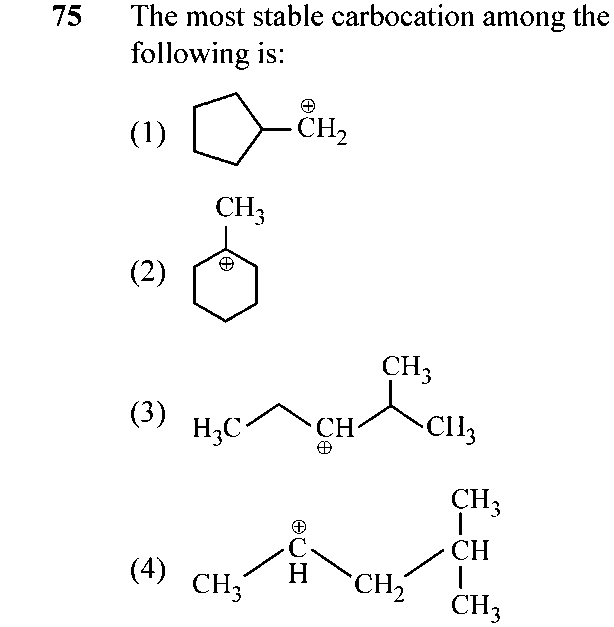 75 The most stable carbocation among the
following is:
(1) ⊕
CH₂
(2) CH₃
⊕
(3) CH₃
H₃C CH CH₃
⊕
(4) CH₃
⊕
C CH
H
CH₃ CH₂
CH₃